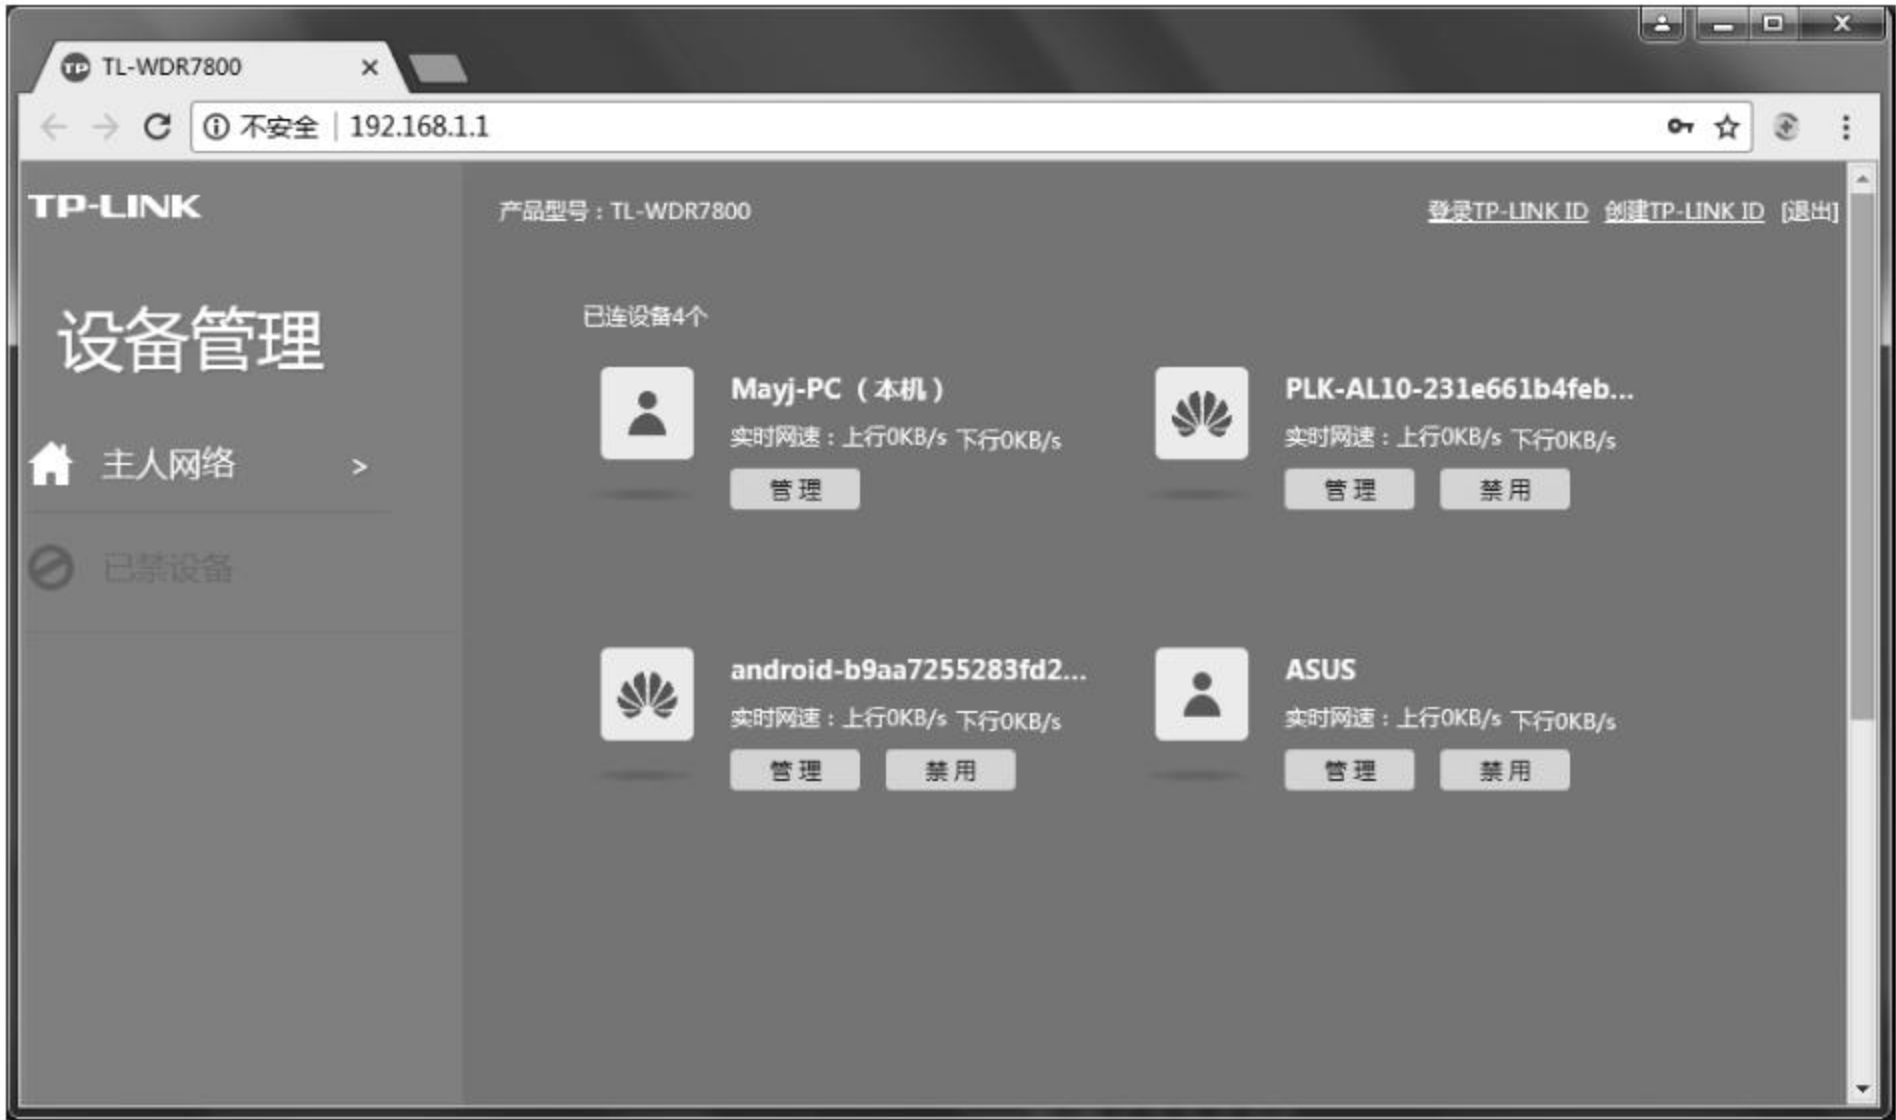 TP TL-WDR7800
不安全 192.168.1.1
TP-LINK
产品型号：TL-WDR7800
登录TP-LINK ID 创建TP-LINK ID [退出]
设备管理
主人网络 >
已禁设备
已连设备4个
Mayj-PC（本机）
实时网速：上行0KB/s 下行0KB/s
管理
PLK-AL10-231e661b4feb...
实时网速：上行0KB/s 下行0KB/s
管理 禁用
android-b9aa7255283fd2...
实时网速：上行0KB/s 下行0KB/s
管理 禁用
ASUS
实时网速：上行0KB/s 下行0KB/s
管理 禁用